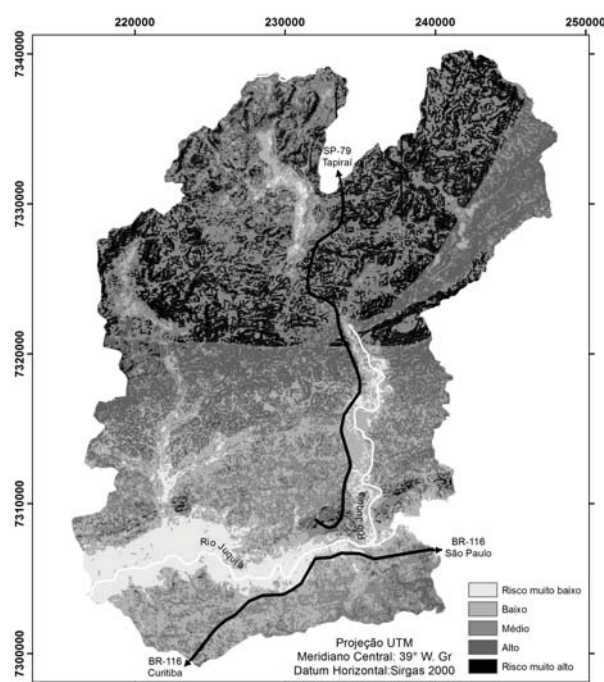 220000 230000 240000 250000
7340000
SP-79
Tapiraí
7330000
7320000
7310000
Rio Juquiá
BR-116
São Paulo
7300000
BR-116
Curitiba
Projeção UTM
Meridiano Central: 39° W. Gr
Datum Horizontal:Sirgas 2000
Risco muito baixo
Baixo
Médio
Alto
Risco muito alto